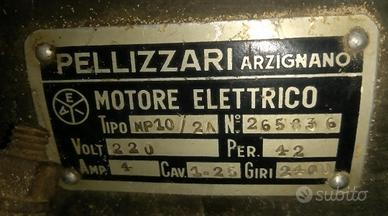 PELLIZZARI ARZIGNANO
MOTORE ELETTRICO
TIPO MP10/2A N° 265836
VOLT 220 PER. 42
AMP. 4 CAV. 1.25 GIRI 2400
subito